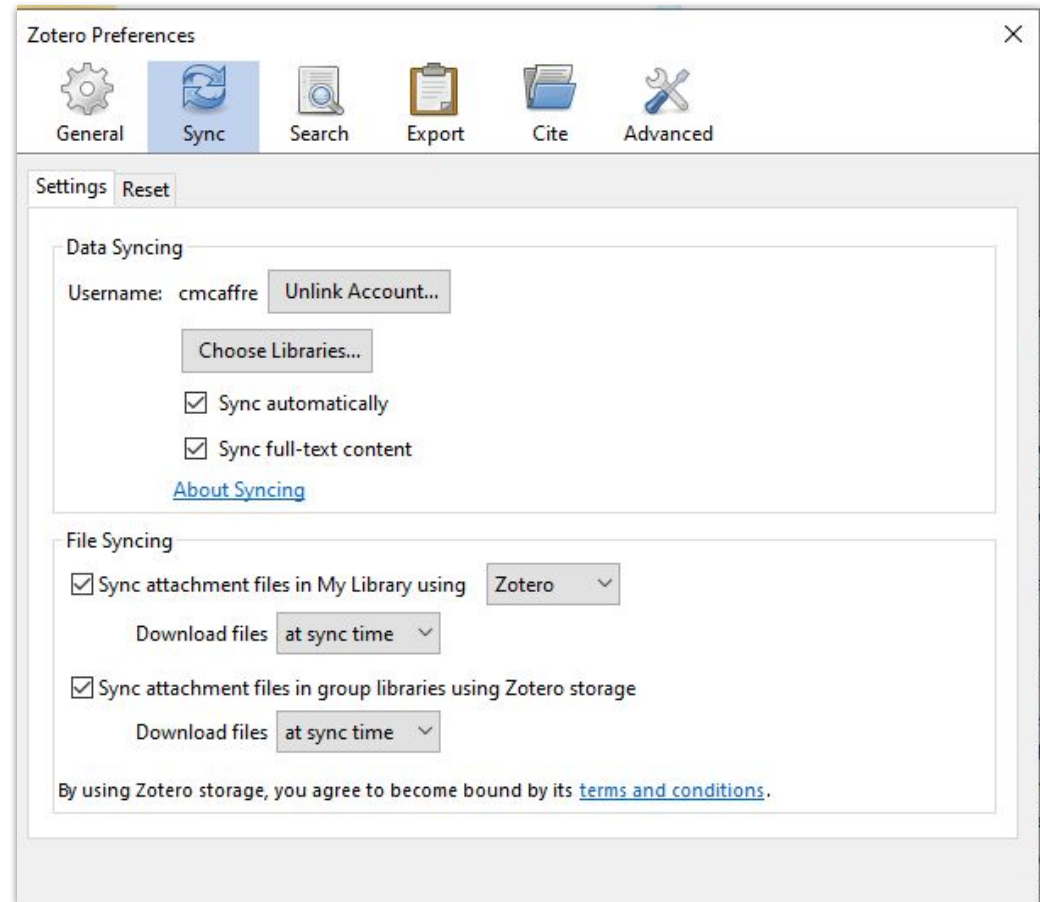 Zotero Preferences
General Sync Search Export Cite Advanced
Settings Reset
Data Syncing
Username: cmcaffre Unlink Account...
Choose Libraries...
Sync automatically
Sync full-text content
About Syncing
File Syncing
Sync attachment files in My Library using Zotero
Download files at sync time
Sync attachment files in group libraries using Zotero storage
Download files at sync time
By using Zotero storage, you agree to become bound by its terms and conditions.